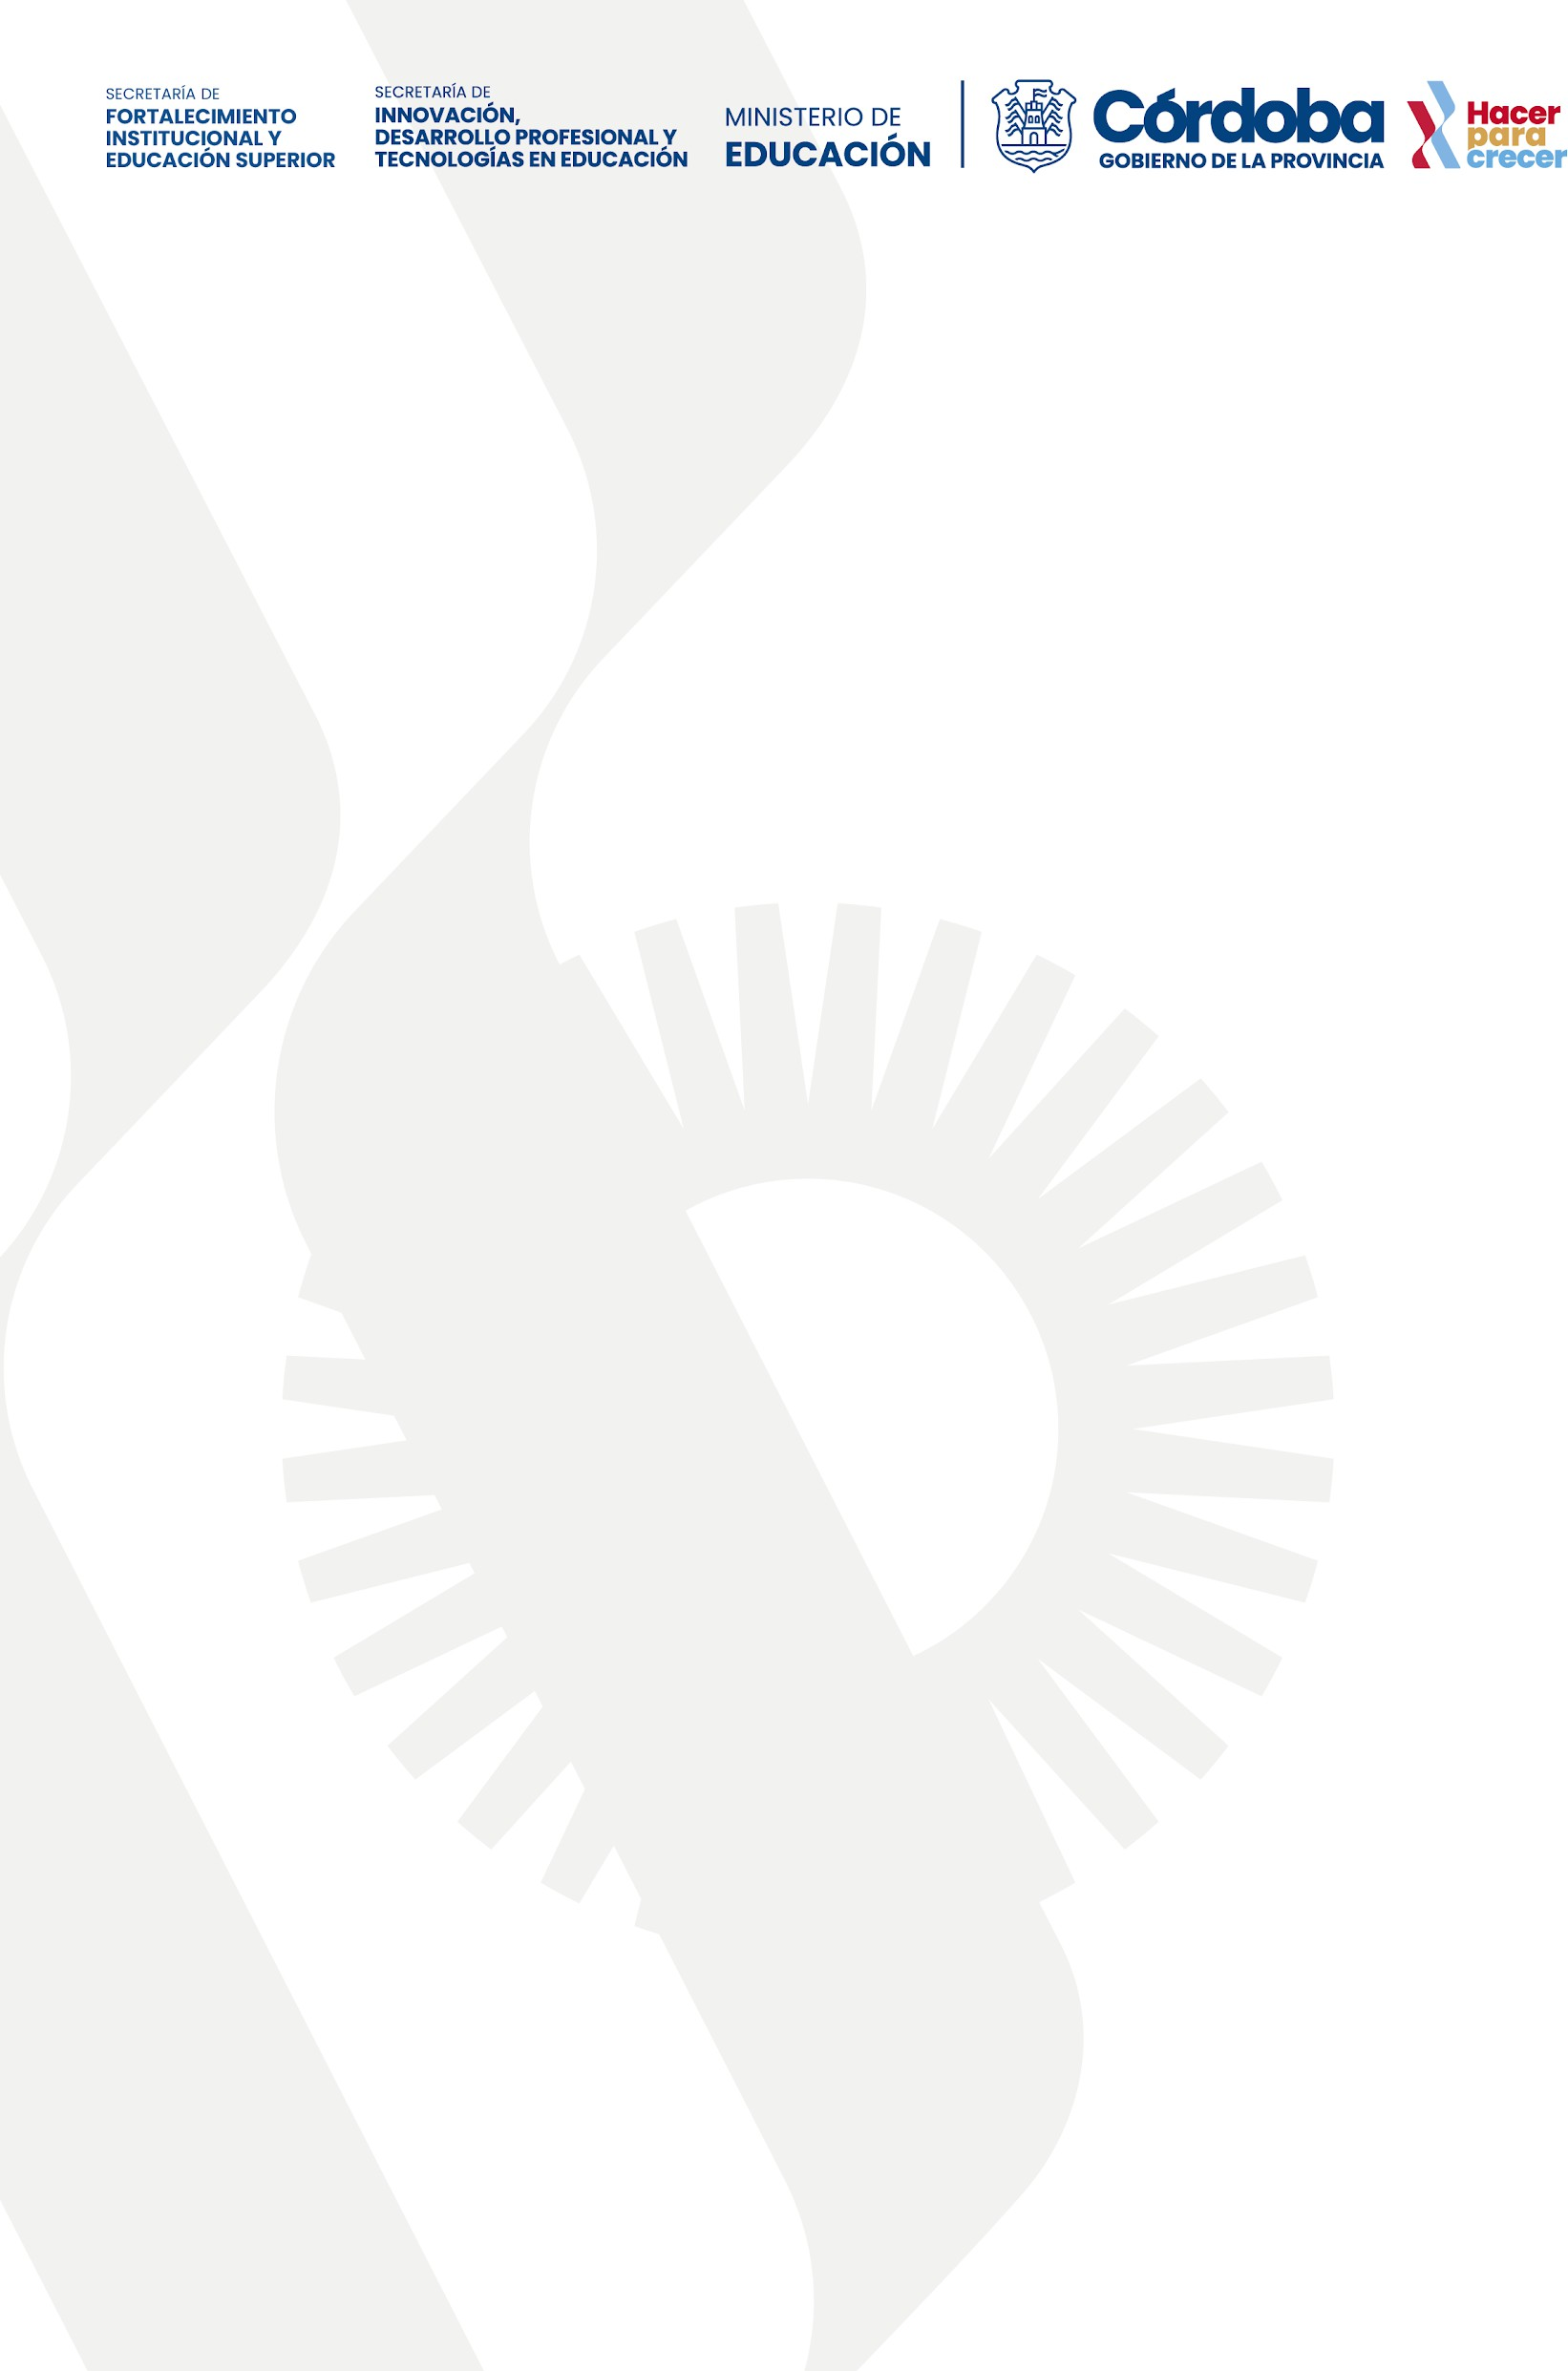 SECRETARÍA DE
FORTALECIMIENTO
INSTITUCIONAL Y
EDUCACIÓN SUPERIOR
SECRETARÍA DE
INNOVACIÓN,
DESARROLLO PROFESIONAL Y
TECNOLOGÍAS EN EDUCACIÓN
MINISTERIO DE
EDUCACIÓN
Córdoba
GOBIERNO DE LA PROVINCIA
Hacer
para
crecer